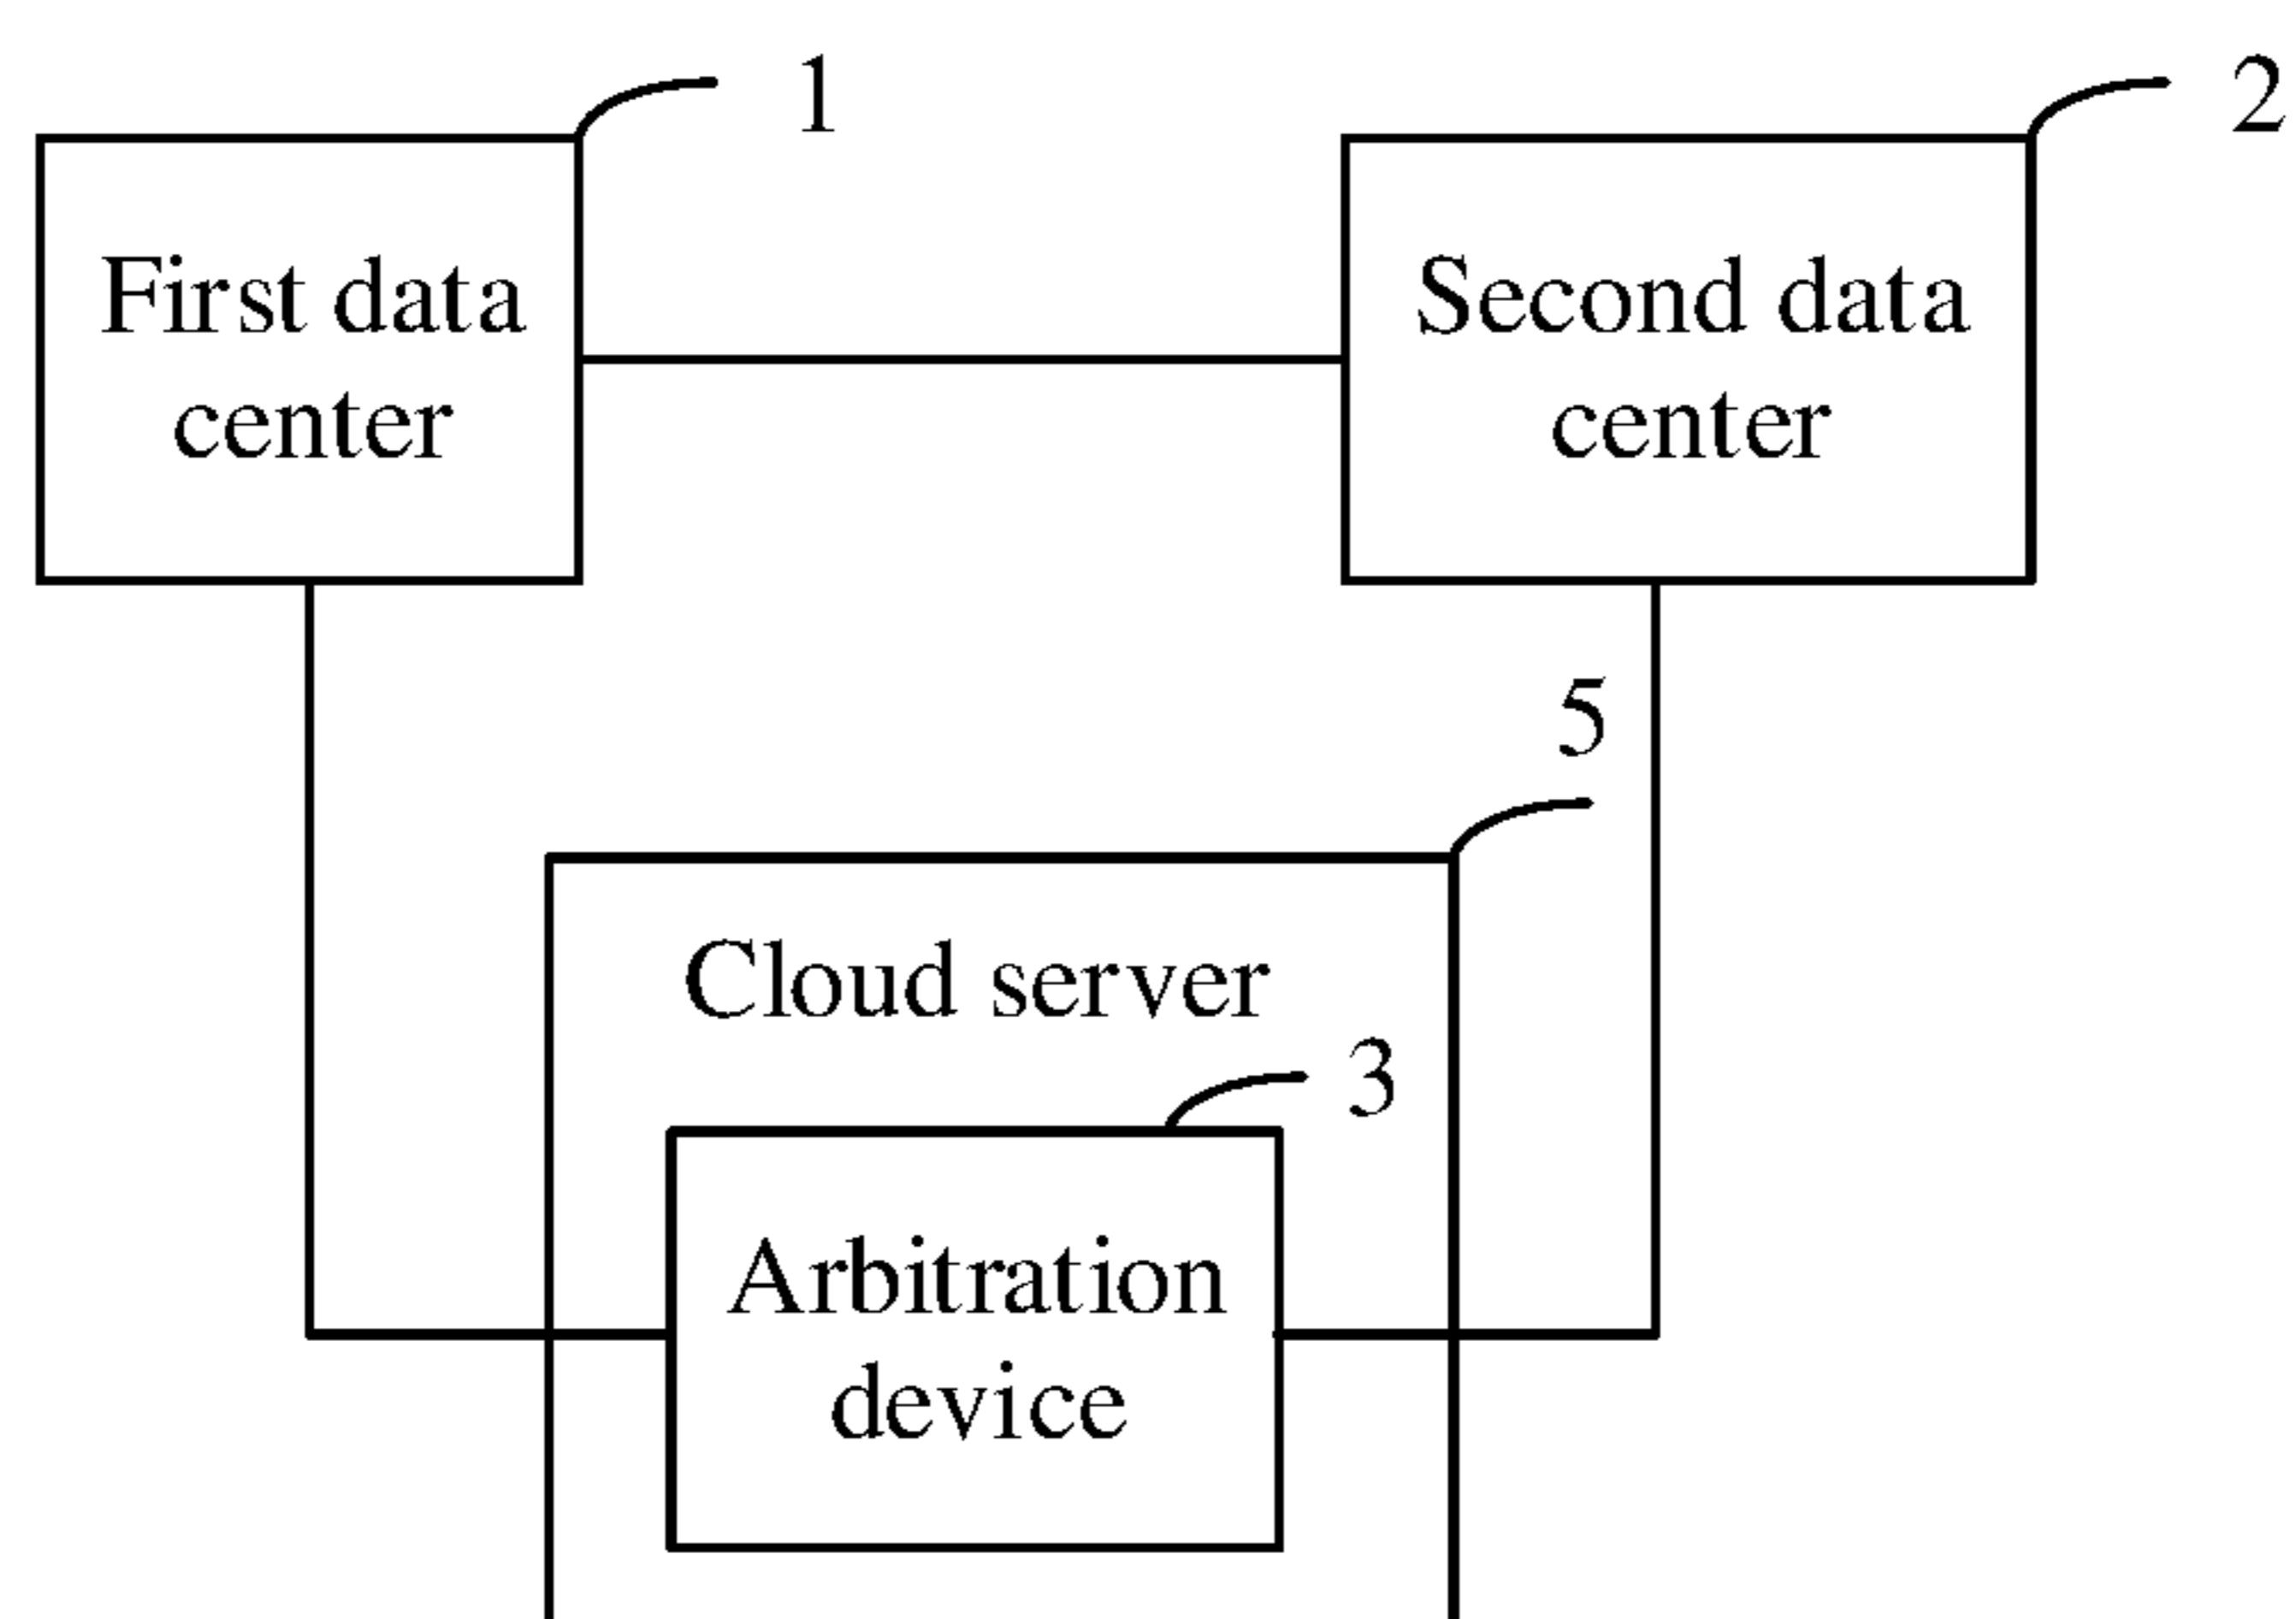 1
2
First data
center
Second data
center
5
Cloud server
3
Arbitration
device